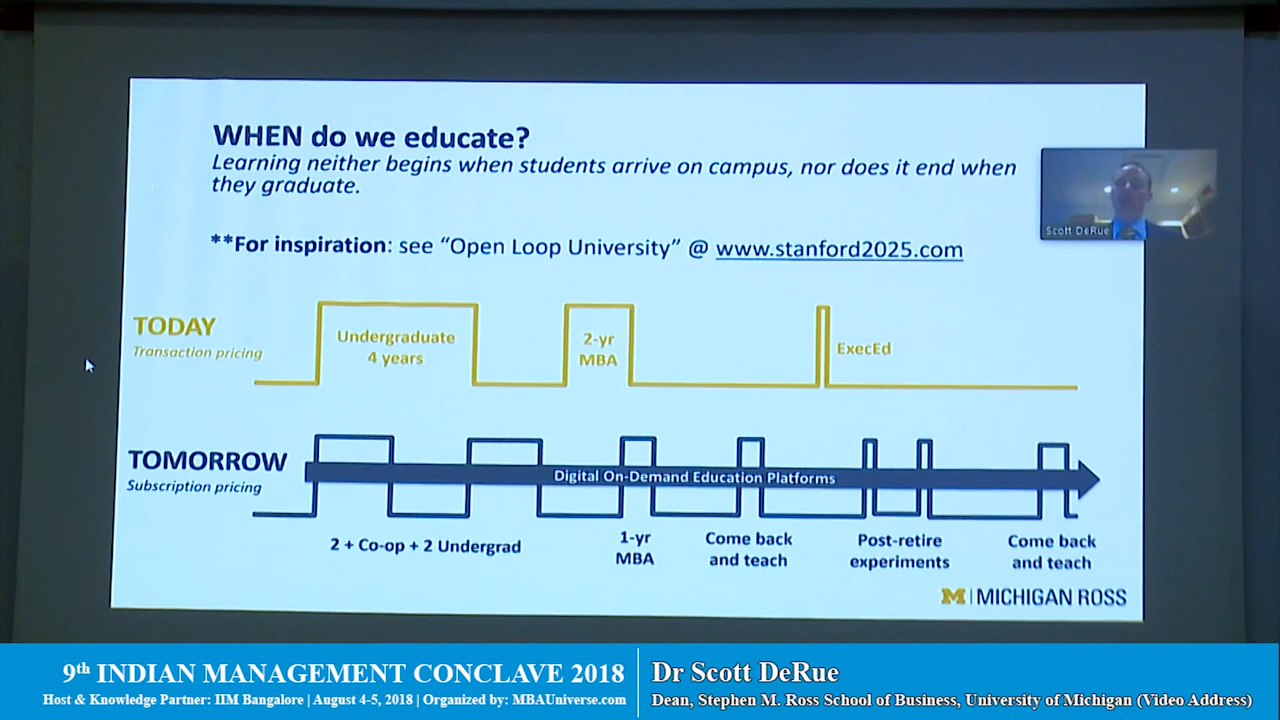 WHEN do we educate?
Learning neither begins when students arrive on campus, nor does it end when
they graduate.
**For inspiration: see “Open Loop University” @ www.stanford2025.com
Scott DeRue
TODAY
Transaction pricing
Undergraduate
4 years
2-yr
MBA
ExecEd
TOMORROW
Subscription pricing
Digital On-Demand Education Platforms
2 + Co-op + 2 Undergrad
1-yr
MBA
Come back
and teach
Post-retire
experiments
Come back
and teach
M | MICHIGAN ROSS
9th INDIAN MANAGEMENT CONCLAVE 2018
Host & Knowledge Partner: IIM Bangalore | August 4-5, 2018 | Organized by: MBAUniverse.com
Dr Scott DeRue
Dean, Stephen M. Ross School of Business, University of Michigan (Video Address)